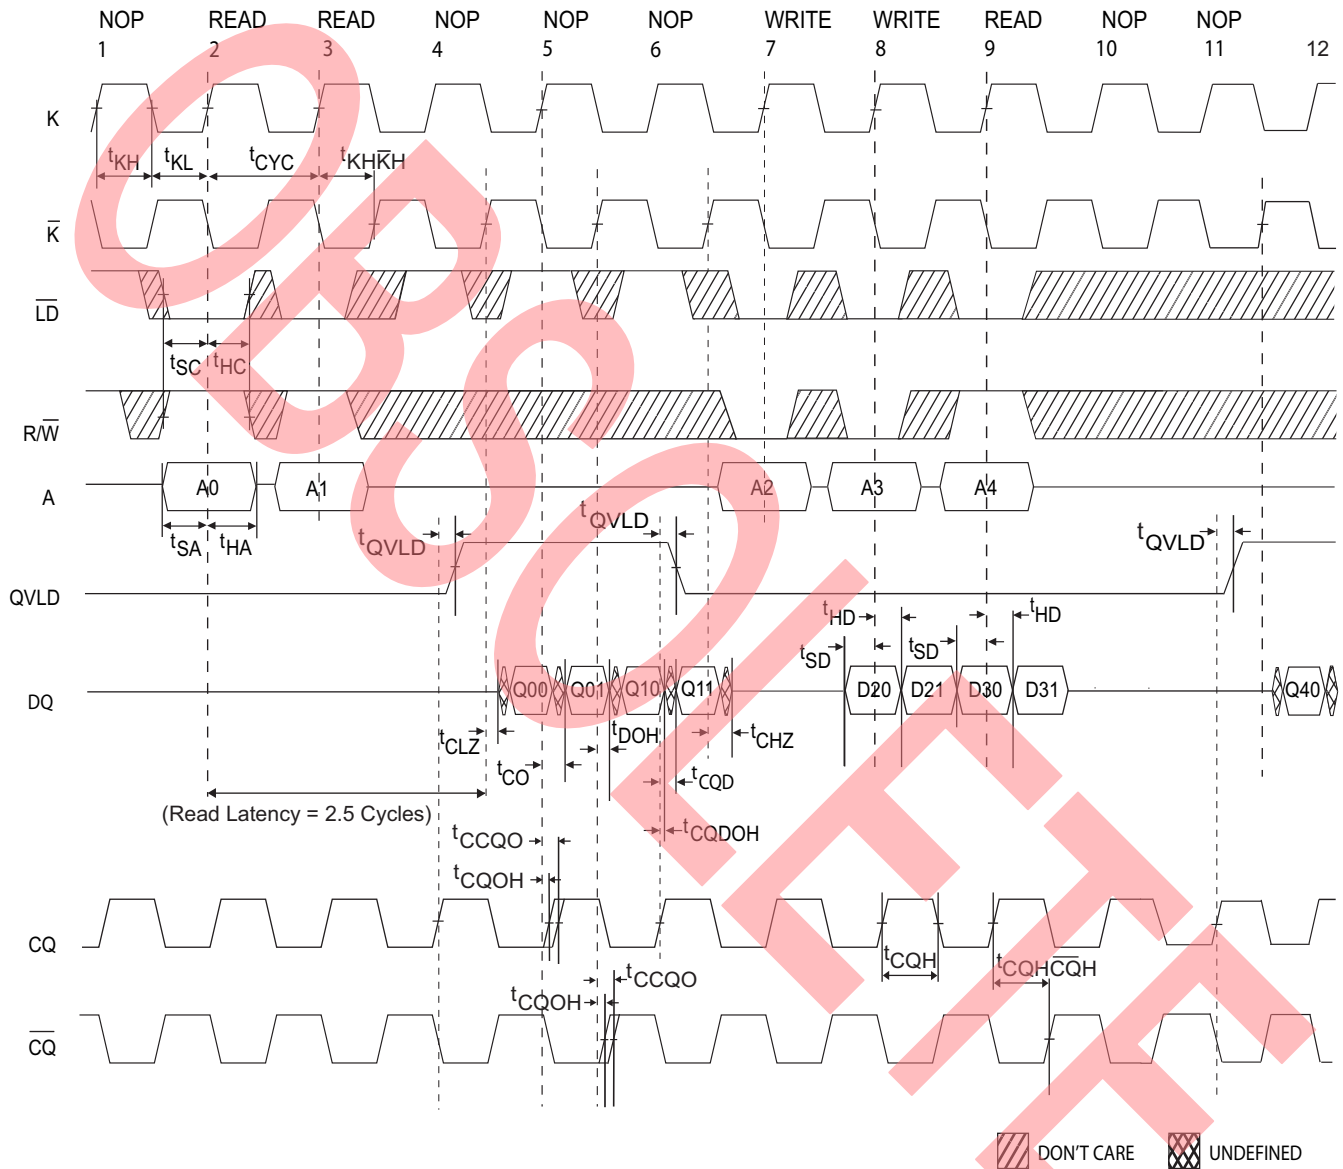 NOP READ READ NOP NOP NOP WRITE WRITE READ NOP NOP
1 2 3 4 5 6 7 8 9 10 11 12
K
tKH tKL tCYC tKHK̅H
K̅
L̅D̅
tSC tHC
R/W̅
A A0 A1 A2 A3 A4
tSA tHA tQVLD tQVLD tQVLD
QVLD
tHD tHD
tSD tSD
DQ Q00 Q01 Q10 Q11 D20 D21 D30 D31 Q40
tCLZ tDOH tCHZ
tCO tCQD
(Read Latency = 2.5 Cycles)
tCQDOH
tCCQO
tCQOH
CQ
tCQH tCQHC̅Q̅H
tCCQO
tCQOH
C̅Q̅
DON'T CARE UNDEFINED
OBSOLETE